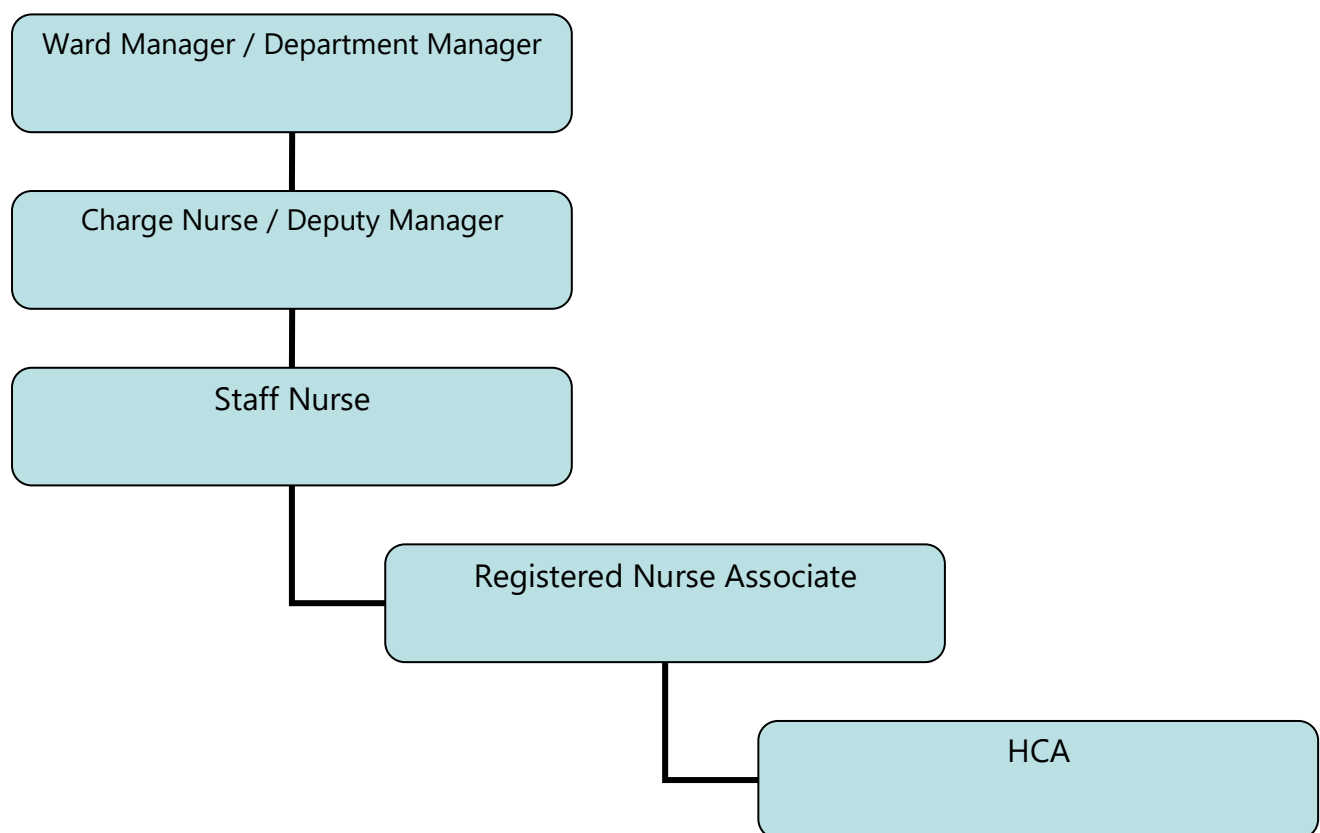 Ward Manager / Department Manager
Charge Nurse / Deputy Manager
Staff Nurse
Registered Nurse Associate
HCA